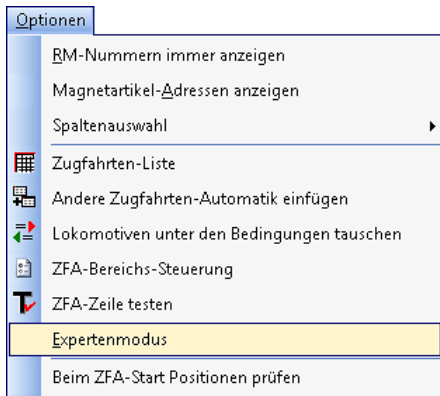 Optionen
RM-Nummern immer anzeigen
Magnetartikel-Adressen anzeigen
Spaltenauswahl
Zugfahrten-Liste
Andere Zugfahrten-Automatik einfügen
Lokomotiven unter den Bedingungen tauschen
ZFA-Bereichs-Steuerung
ZFA-Zeile testen
Expertenmodus
Beim ZFA-Start Positionen prüfen